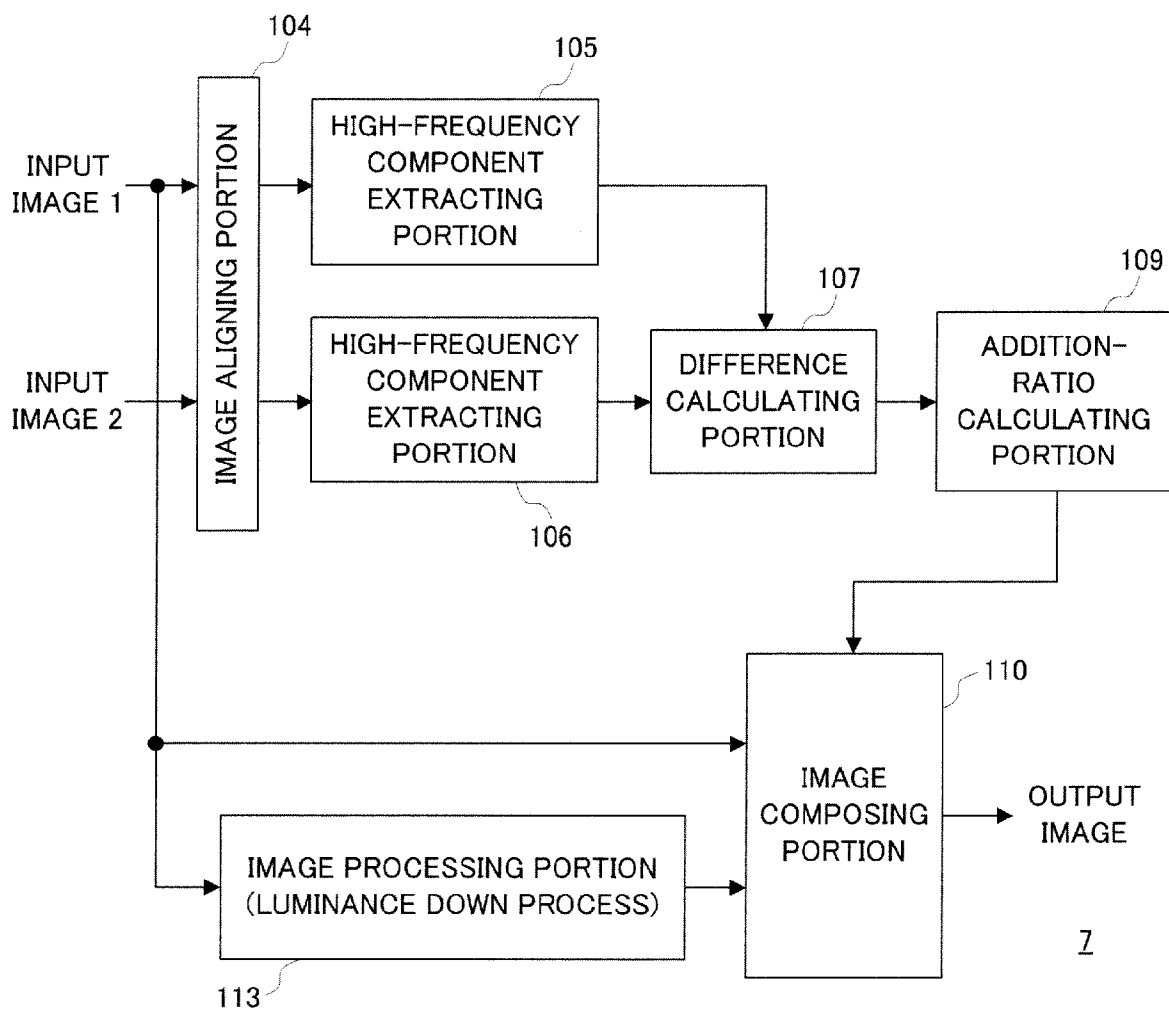 104
105
INPUT
IMAGE 1
IMAGE ALIGNING PORTION
HIGH-FREQUENCY
COMPONENT
EXTRACTING
PORTION
107
109
INPUT
IMAGE 2
HIGH-FREQUENCY
COMPONENT
EXTRACTING
PORTION
106
DIFFERENCE
CALCULATING
PORTION
ADDITION-
RATIO
CALCULATING
PORTION
110
IMAGE
COMPOSING
PORTION
OUTPUT
IMAGE
IMAGE PROCESSING PORTION
(LUMINANCE DOWN PROCESS)
113
7